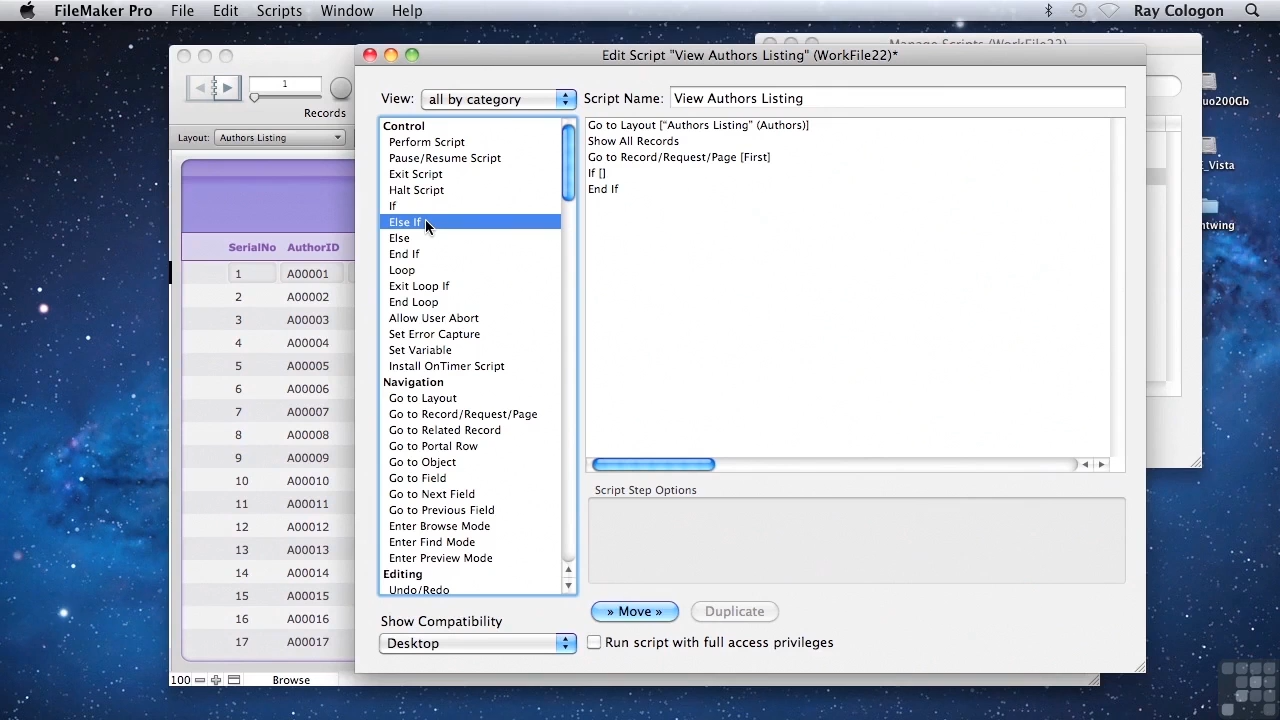 FileMaker Pro File Edit Scripts Window Help Ray Cologon
Manage Scripts (WorkFile22)
Edit Script "View Authors Listing" (WorkFile22)*
1
Records
Layout: Authors Listing
SerialNo AuthorID
1 A00001
2 A00002
3 A00003
4 A00004
5 A00005
6 A00006
7 A00007
8 A00008
9 A00009
10 A00010
11 A00011
12 A00012
13 A00013
14 A00014
15 A00015
16 A00016
17 A00017
100 Browse
View: all by category
Control
Perform Script
Pause/Resume Script
Exit Script
Halt Script
If
Else If
Else
End If
Loop
Exit Loop If
End Loop
Allow User Abort
Set Error Capture
Set Variable
Install OnTimer Script
Navigation
Go to Layout
Go to Record/Request/Page
Go to Related Record
Go to Portal Row
Go to Object
Go to Field
Go to Next Field
Go to Previous Field
Enter Browse Mode
Enter Find Mode
Enter Preview Mode
Editing
Undo/Redo
Show Compatibility
Desktop
Script Name: View Authors Listing
Go to Layout [“Authors Listing” (Authors)]
Show All Records
Go to Record/Request/Page [First]
If []
End If
Script Step Options
» Move » Duplicate
Run script with full access privileges
uo200Gb
_Vista
ntwing